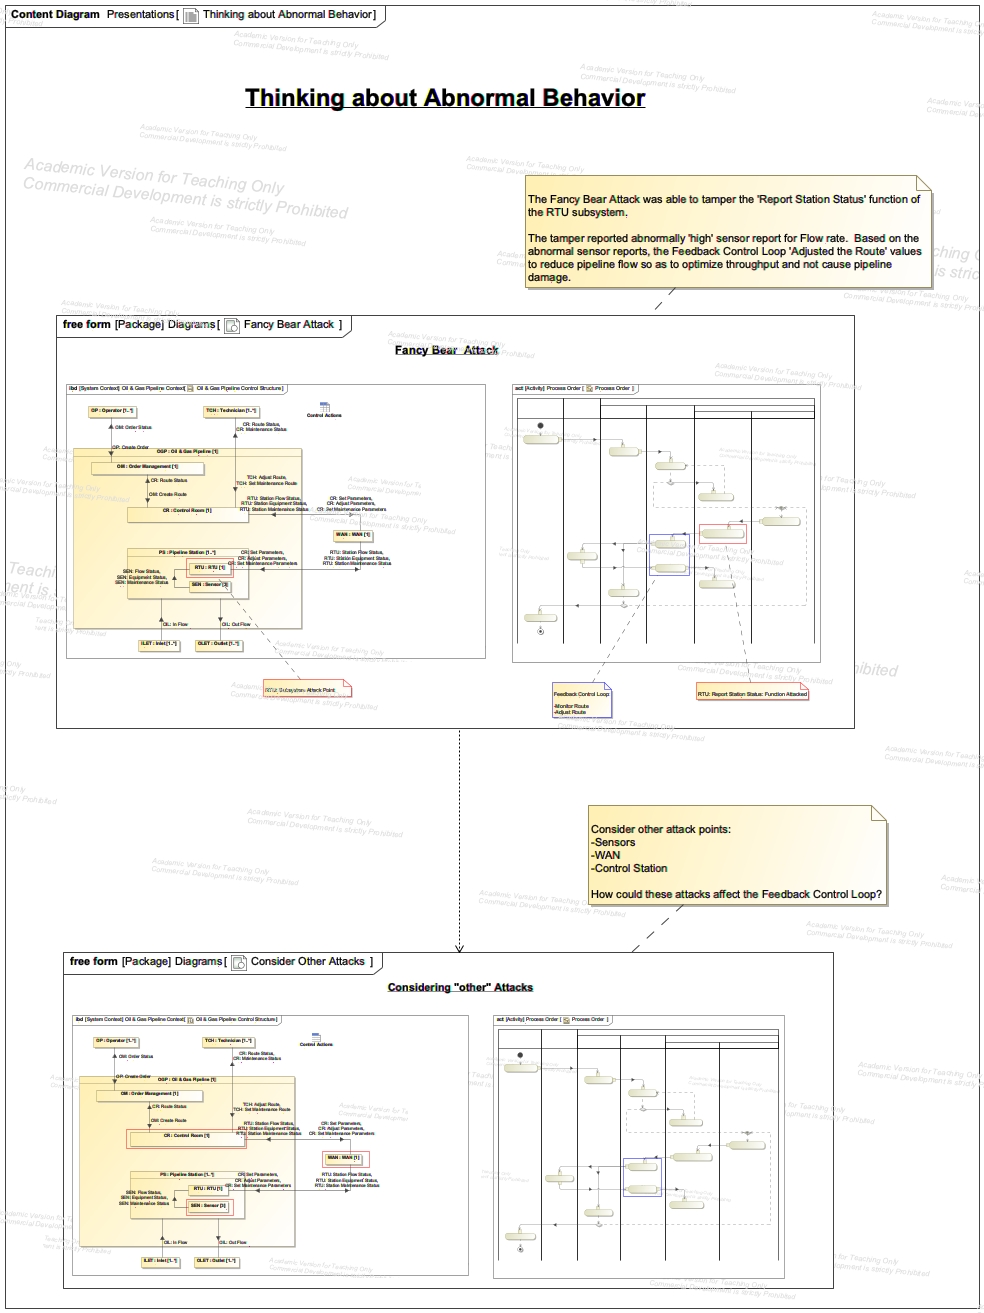 Content Diagram Presentations[ Thinking about Abnormal Behavior]
Thinking about Abnormal Behavior
Academic Version for Teaching Only
Commercial Development is strictly Prohibited
The Fancy Bear Attack was able to tamper the 'Report Station Status' function of
the RTU subsystem.
The tamper reported abnormally 'high' sensor report for Flow rate. Based on the
abnormal sensor reports, the Feedback Control Loop 'Adjusted the Route' values
to reduce pipeline flow so as to optimize throughput and not cause pipeline
damage.
free form [Package] Diagrams[ Fancy Bear Attack ]
Fancy Bear Attack
ibd [System Context] Oil & Gas Pipeline Context[ Oil & Gas Pipeline Control Structure]
OP : Operator [1..*]
TCH : Technician [1..*]
Control Actions
OM: Order Status
CR: Route Status,
CR: Maintenance Status
OP: Create Order
OGP : Oil & Gas Pipeline [1]
OM : Order Management [1]
CR: Route Status
TCH: Adjust Route,
TCH: Set Maintenance Route
OM: Create Route
RTU: Station Flow Status,
RTU: Station Equipment Status,
RTU: Station Maintenance Status
CR: Set Parameters,
CR: Adjust Parameters,
CR: Set Maintenance Parameters
CR : Control Room [1]
WAN : WAN [1]
PS : Pipeline Station [1..*]
CR: Set Parameters,
CR: Adjust Parameters,
CR: Set Maintenance Parameters
RTU: Station Flow Status,
RTU: Station Equipment Status,
RTU: Station Maintenance Status
RTU : RTU [1]
SEN: Flow Status,
SEN: Equipment Status,
SEN: Maintenance Status
SEN : Sensor [3]
OIL: In Flow
OIL: Out Flow
ILET : Inlet [1..*]
OLET : Outlet [1..*]
RTU: Subsystem Attack Point
act [Activity] Process Order [ Process Order ]
Feedback Control Loop:
-Monitor Route
-Adjust Route
RTU: Report Station Status: Function Attacked
Consider other attack points:
-Sensors
-WAN
-Control Station
How could these attacks affect the Feedback Control Loop?
free form [Package] Diagrams[ Consider Other Attacks ]
Considering "other" Attacks
ibd [System Context] Oil & Gas Pipeline Context[ Oil & Gas Pipeline Control Structure]
OP : Operator [1..*]
TCH : Technician [1..*]
Control Actions
OM: Order Status
CR: Route Status,
CR: Maintenance Status
OP: Create Order
OGP : Oil & Gas Pipeline [1]
OM : Order Management [1]
CR: Route Status
TCH: Adjust Route,
TCH: Set Maintenance Route
OM: Create Route
RTU: Station Flow Status,
RTU: Station Equipment Status,
RTU: Station Maintenance Status
CR: Set Parameters,
CR: Adjust Parameters,
CR: Set Maintenance Parameters
CR : Control Room [1]
WAN : WAN [1]
PS : Pipeline Station [1..*]
CR: Set Parameters,
CR: Adjust Parameters,
CR: Set Maintenance Parameters
RTU: Station Flow Status,
RTU: Station Equipment Status,
RTU: Station Maintenance Status
RTU : RTU [1]
SEN: Flow Status,
SEN: Equipment Status,
SEN: Maintenance Status
SEN : Sensor [3]
OIL: In Flow
OIL: Out Flow
ILET : Inlet [1..*]
OLET : Outlet [1..*]
act [Activity] Process Order [ Process Order ]